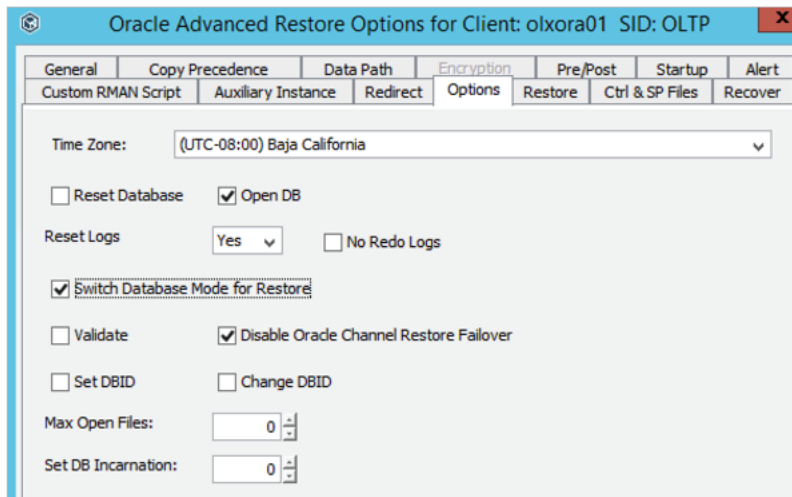 Oracle Advanced Restore Options for Client: olxora01 SID: OLTP
X
General Copy Precedence Data Path Encryption Pre/Post Startup Alert
Custom RMAN Script Auxiliary Instance Redirect Options Restore Ctrl & SP Files Recover
Time Zone: (UTC-08:00) Baja California
Reset Database Open DB
Reset Logs Yes No Redo Logs
Switch Database Mode for Restore
Validate Disable Oracle Channel Restore Failover
Set DBID Change DBID
Max Open Files: 0
Set DB Incarnation: 0